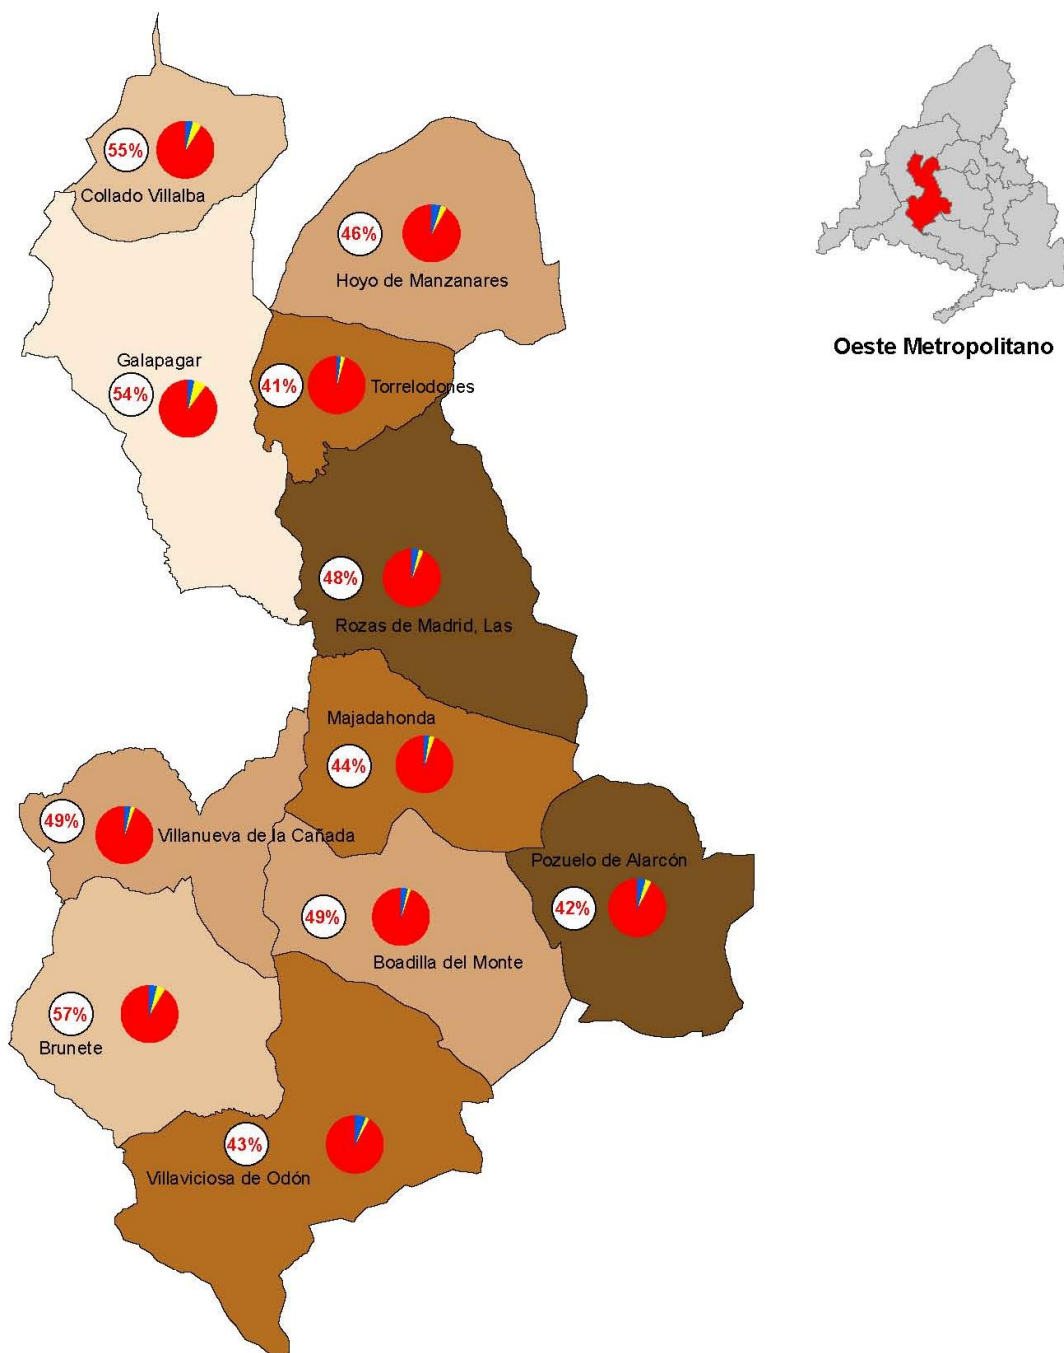 55%
Collado Villalba
46%
Hoyo de Manzanares
Oeste Metropolitano
Galapagar
54%
41%
Torrelodones
48%
Rozas de Madrid, Las
Majadahonda
44%
49%
Villanueva de la Cañada
Pozuelo de Alarcón
42%
49%
Boadilla del Monte
57%
Brunete
43%
Villaviciosa de Odón